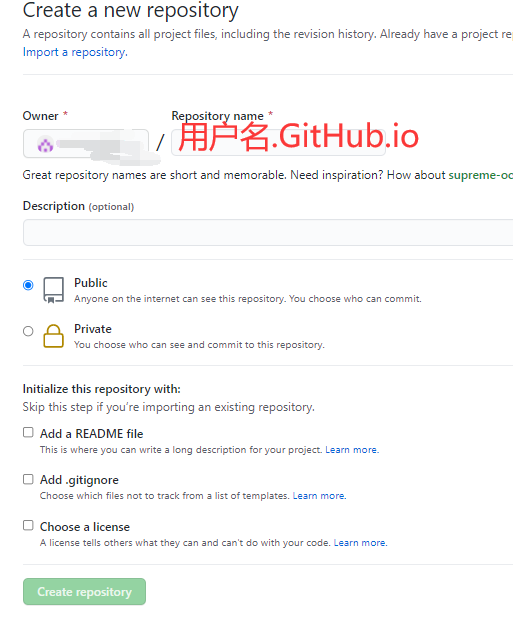 Create a new repository
A repository contains all project files, including the revision history. Already have a project
Import a repository.
Owner *
Repository name *
/
用户名.GitHub.io
Great repository names are short and memorable. Need inspiration? How about
Description (optional)
Public
Anyone on the internet can see this repository. You choose who can commit.
Private
You choose who can see and commit to this repository.
Initialize this repository with:
Skip this step if you're importing an existing repository.
Add a README file
This is where you can write a long description for your project. Learn more.
Add .gitignore
Choose which files not to track from a list of templates. Learn more.
Choose a license
A license tells others what they can and can't do with your code. Learn more.
Create repository